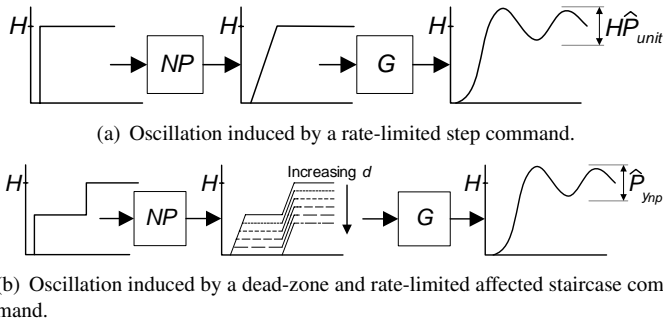 H
NP
H
G
H
HP̂unit
(a) Oscillation induced by a rate-limited step command.
H
NP
H
Increasing d
G
H
P̂ynp
(b) Oscillation induced by a dead-zone and rate-limited affected staircase com
mand.